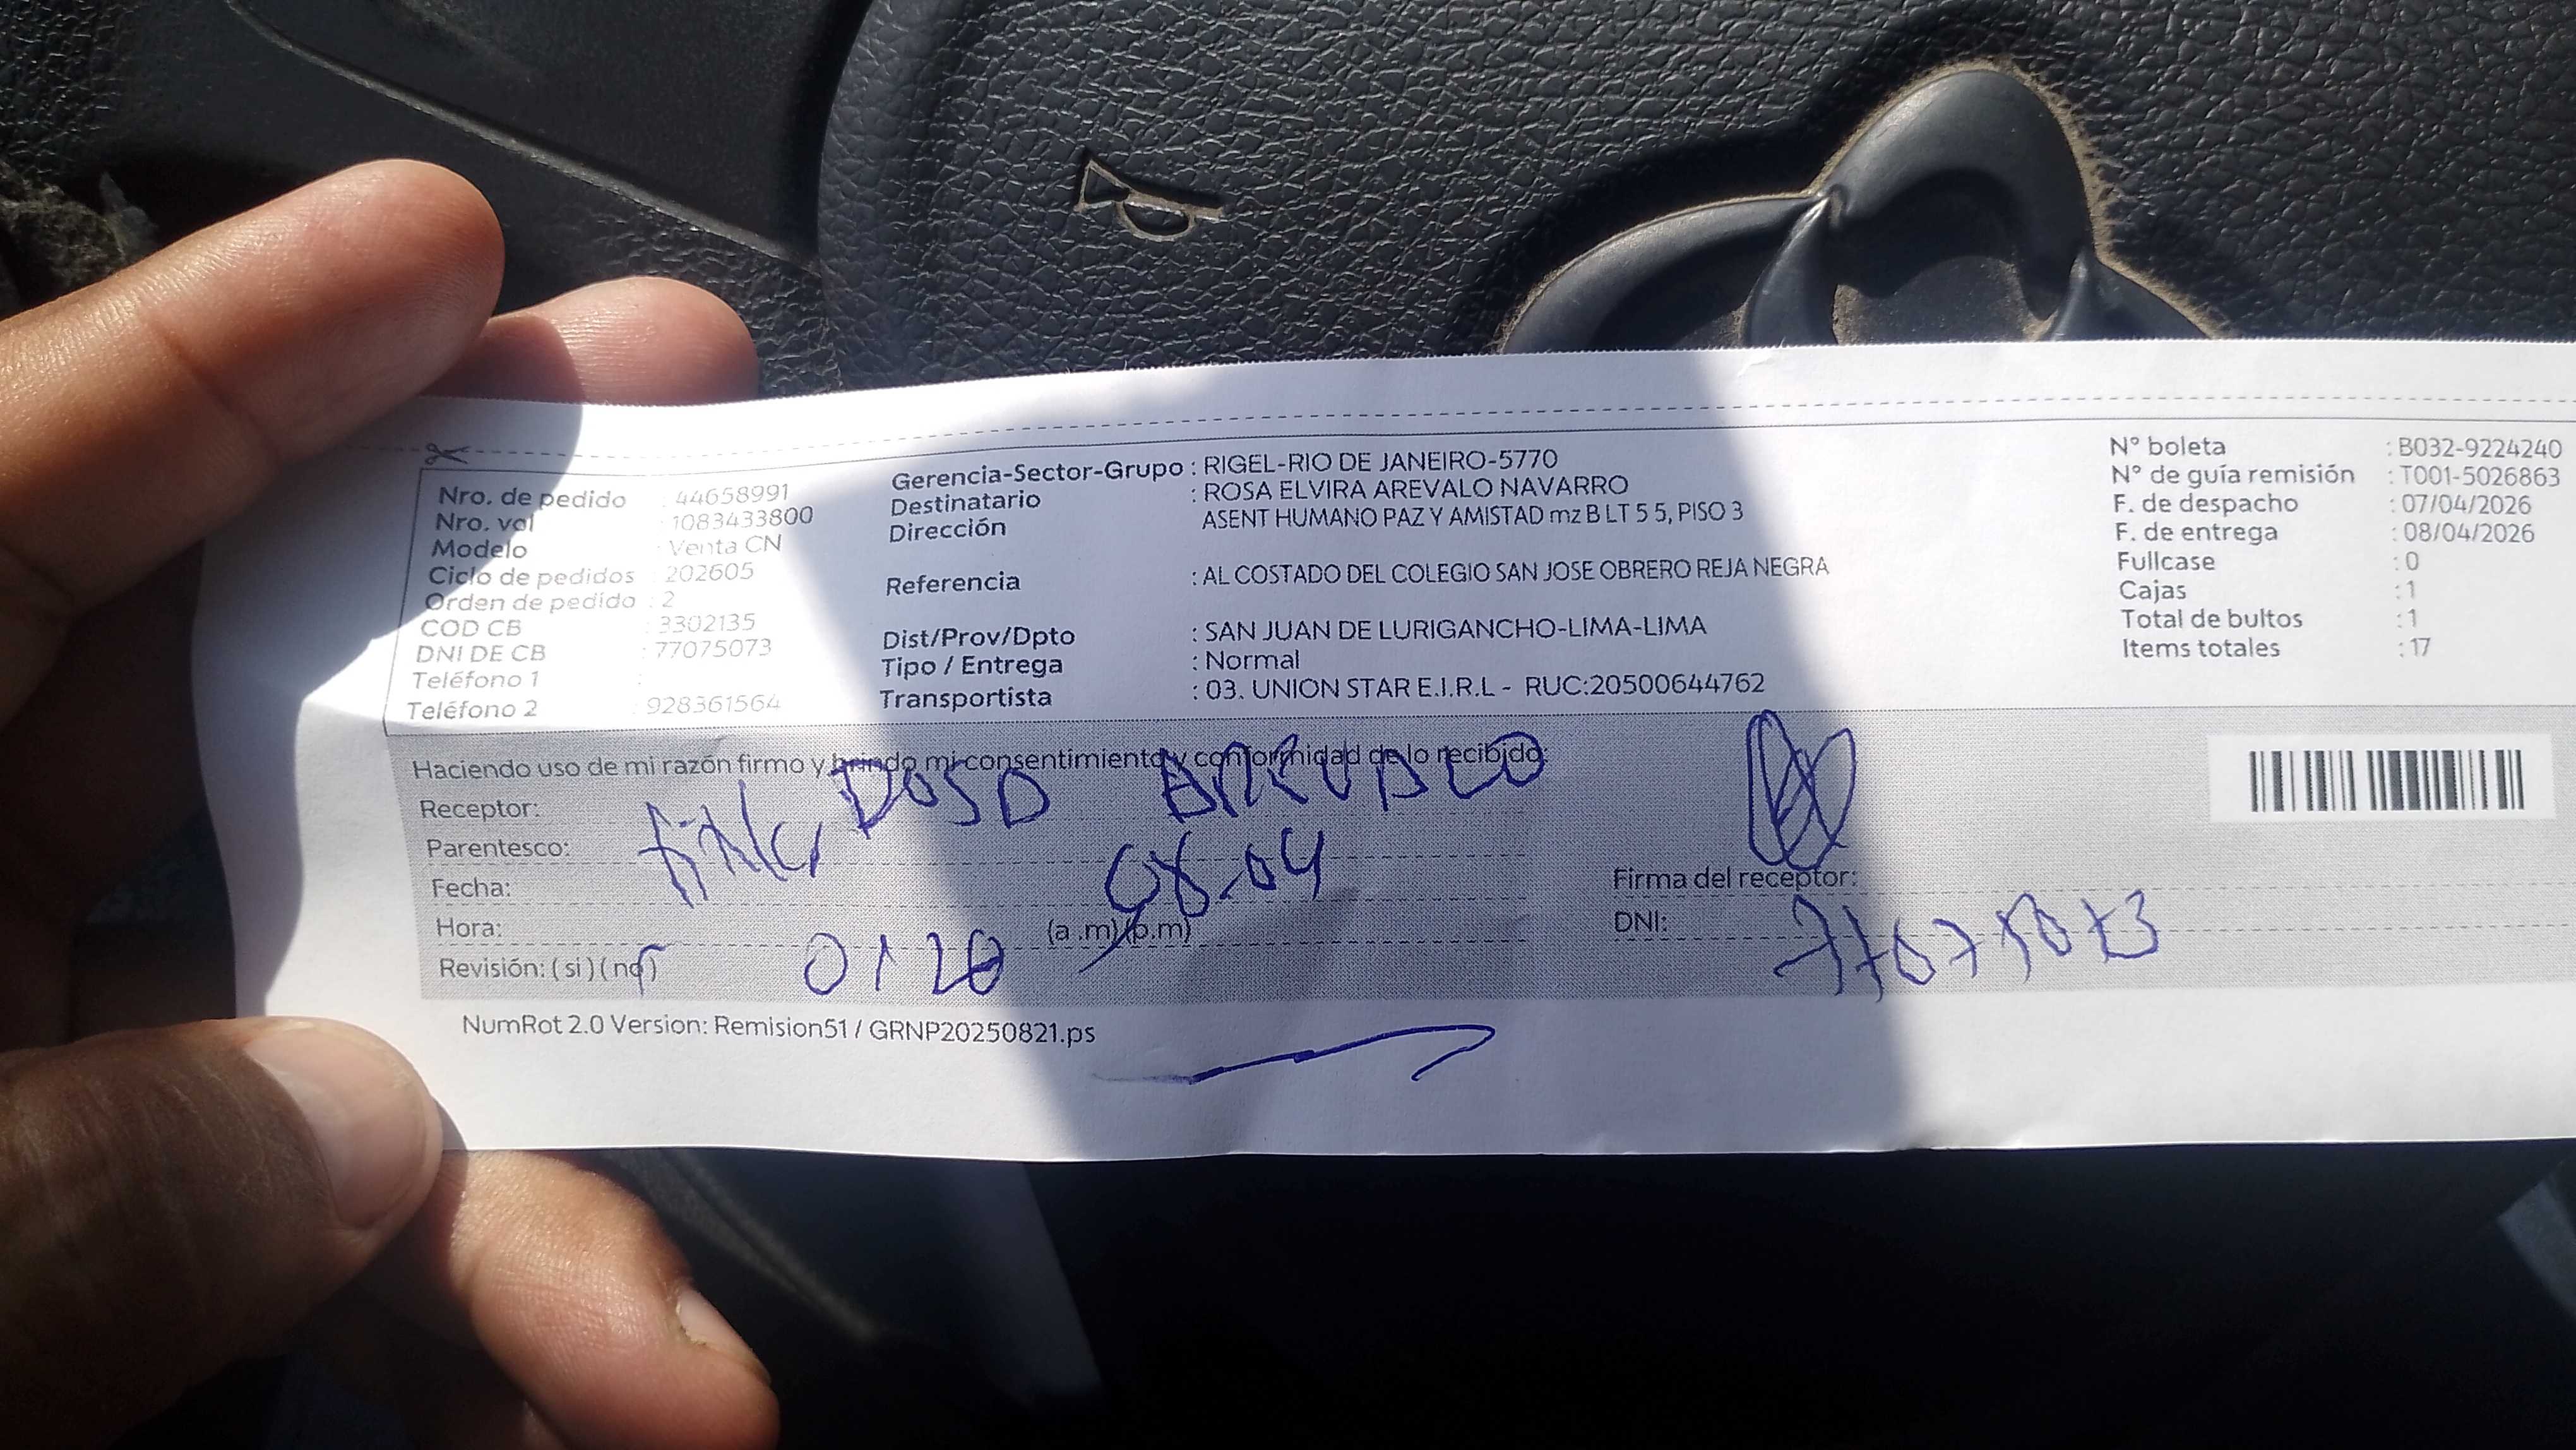 Nro. de pedido : 44658991
Nro. vol : 1083433800
Modelo : Venta CN
Ciclo de pedidos : 202605
Orden de pedido : 2
COD CB : 3302135
DNI DE CB : 77075073
Teléfono 1 :
Teléfono 2 : 928361564
Gerencia-Sector-Grupo : RIGEL-RIO DE JANEIRO-5770
Destinatario : ROSA ELVIRA AREVALO NAVARRO
Dirección ASENT HUMANO PAZ Y AMISTAD mz B LT 5 5, PISO 3
Referencia : AL COSTADO DEL COLEGIO SAN JOSE OBRERO REJA NEGRA
Dist/Prov/Dpto : SAN JUAN DE LURIGANCHO-LIMA-LIMA
Tipo / Entrega : Normal
Transportista : 03. UNION STAR E.I.R.L - RUC:20500644762
N° boleta : B032-9224240
N° de guía remisión : T001-5026863
F. de despacho : 07/04/2026
F. de entrega : 08/04/2026
Fullcase : 0
Cajas : 1
Total de bultos : 1
Items totales : 17
Haciendo uso de mi razón firmo y brindo mi consentimiento y conformidad de lo recibido:
Receptor:
Parentesco:
Fecha: 08-04
Hora: 0120 (a.m) (p.m)
Revisión: (si) (no)
Firma del receptor:
DNI: 77075073
NumRot 2.0 Version: Remision51 / GRNP20250821.ps